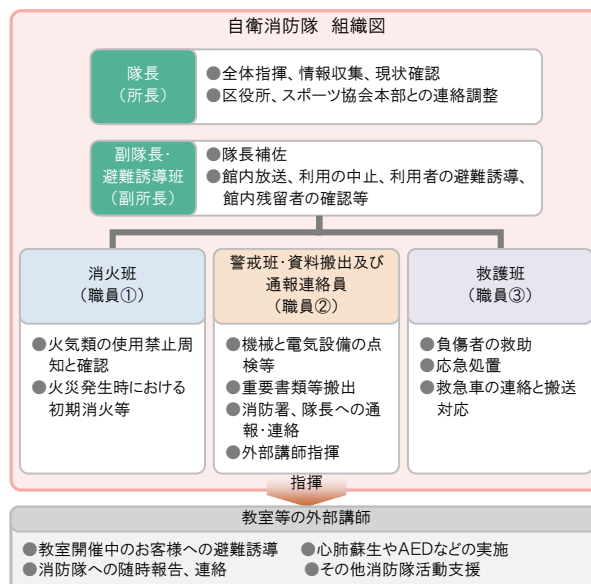 自衛消防隊 組織図
隊長
(所長)
●全体指揮、情報収集、現状確認
●区役所、スポーツ協会本部との連絡調整
副隊長・
避難誘導班
(副所長)
●隊長補佐
●館内放送、利用の中止、利用者の避難誘導、
館内残留者の確認等
消火班
(職員①)
●火気類の使用禁止周
知と確認
●火災発生時における
初期消火等
警戒班・資料搬出及び
通報連絡員
(職員②)
●機械と電気設備の点
検等
●重要書類等搬出
●消防署、隊長への通
報・連絡
●外部講師指揮
救護班
(職員③)
●負傷者の救助
●応急処置
●救急車の連絡と搬送
対応
指揮
教室等の外部講師
●教室開催中のお客様への避難誘導
●消防隊への随時報告、連絡
●心肺蘇生やAEDなどの実施
●その他消防隊活動支援